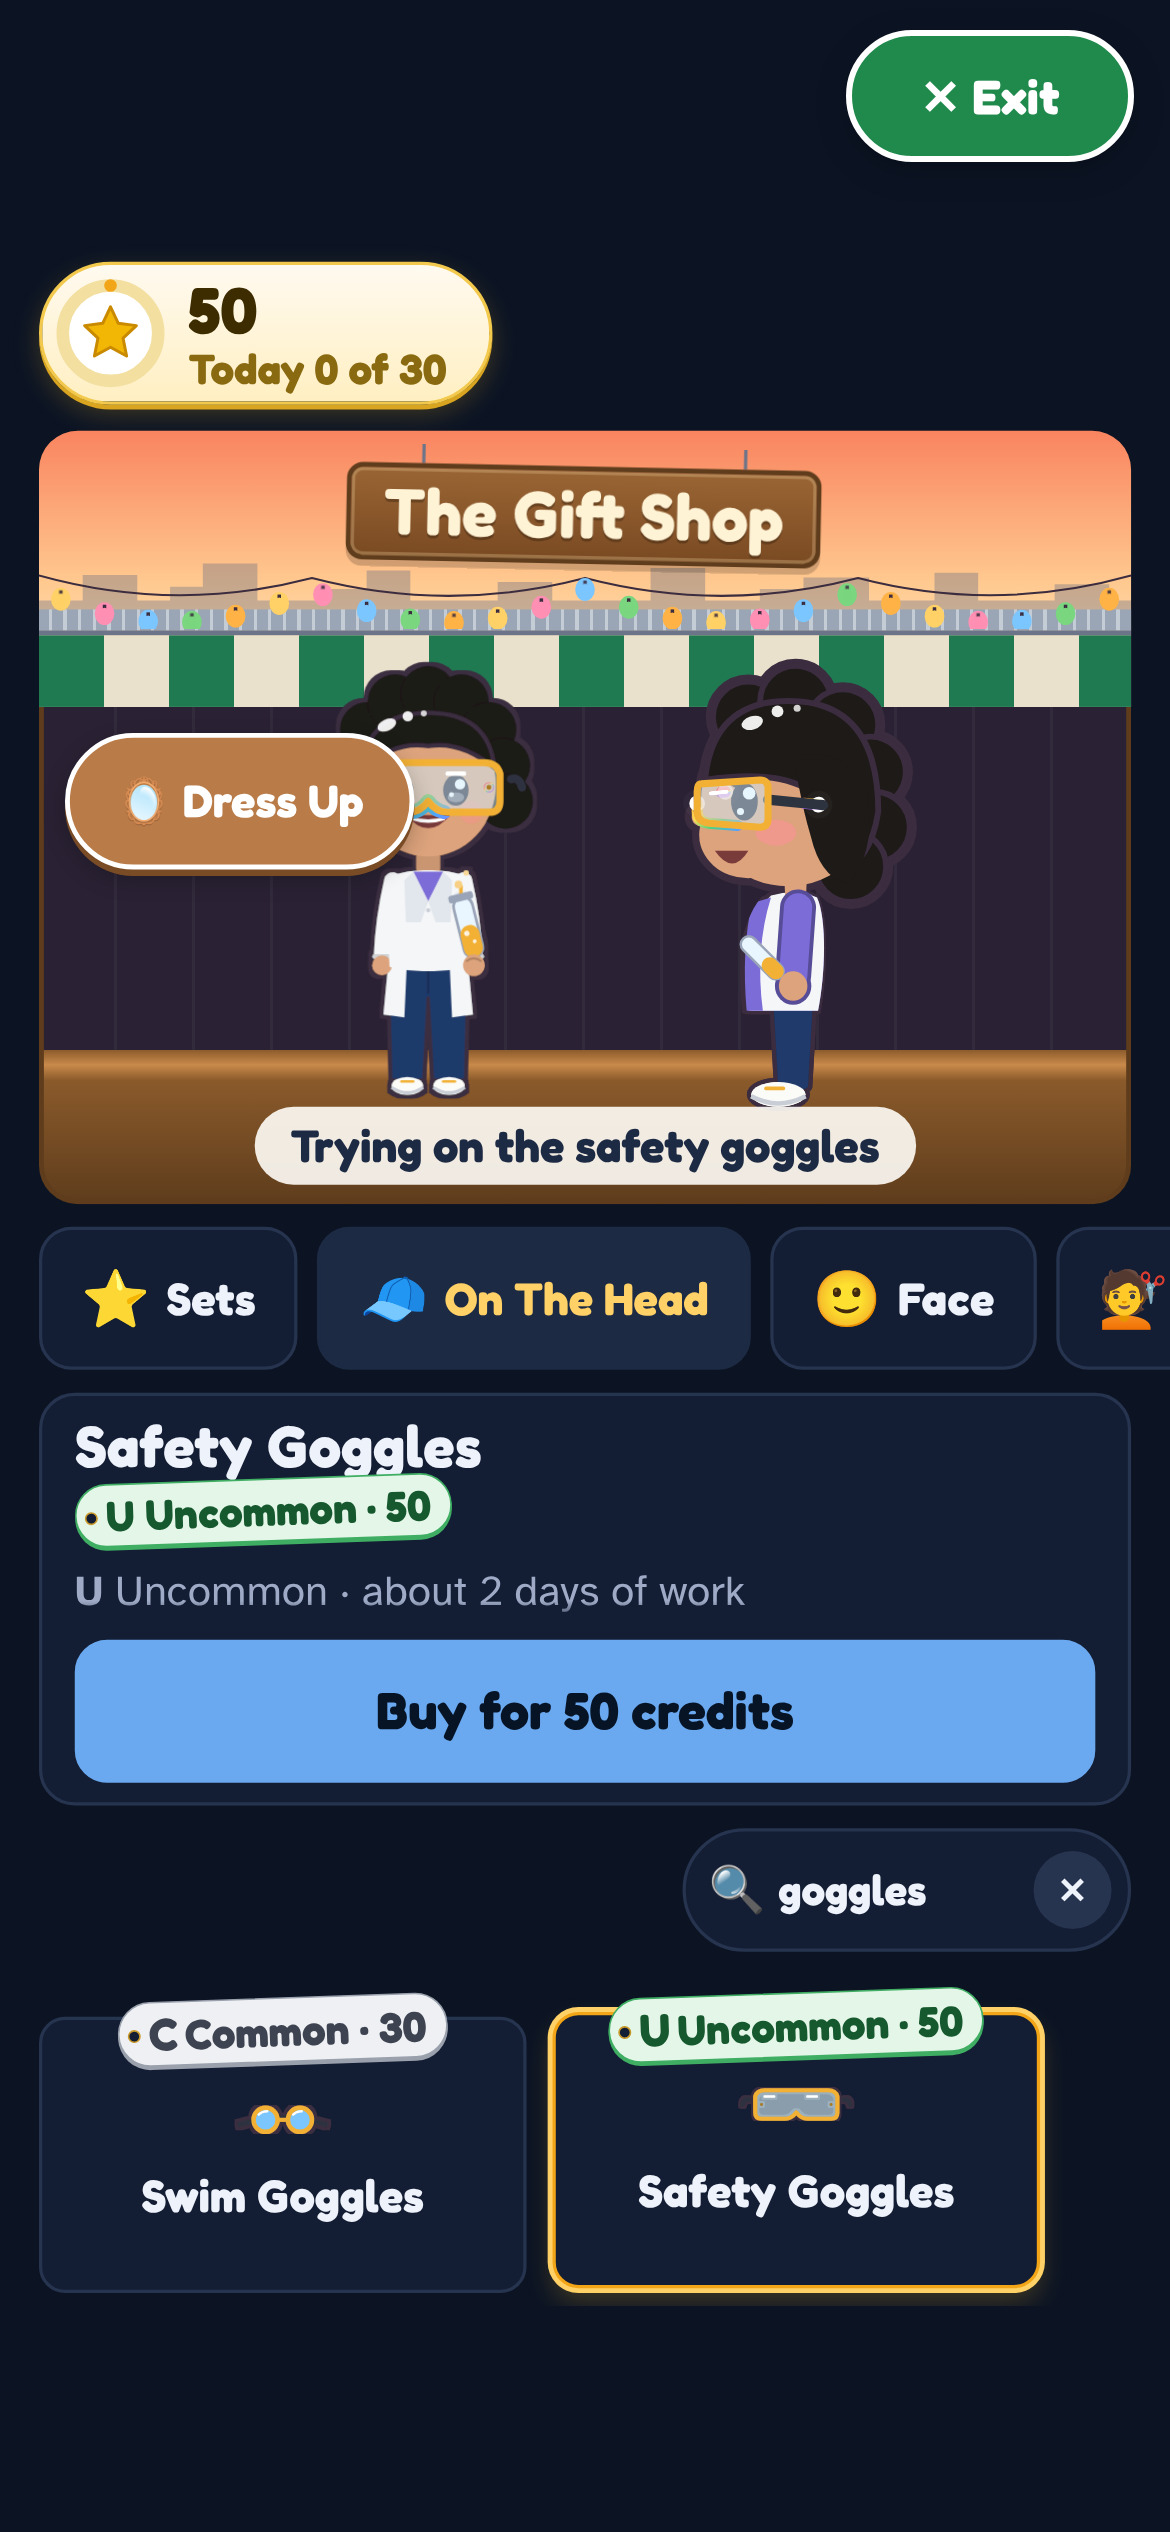 ✕ Exit
50
Today 0 of 30
The Gift Shop
Dress Up
Trying on the safety goggles
Sets
On The Head
Face
Safety Goggles
U Uncommon · 50
U Uncommon · about 2 days of work
Buy for 50 credits
goggles ✕
C Common · 30
U Uncommon · 50
Swim Goggles
Safety Goggles